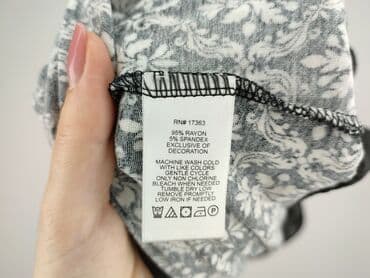 RN# 17363
95% RAYON
5% SPANDEX
EXCLUSIVE OF
DECORATION
MACHINE WASH COLD
WITH LIKE COLORS
GENTLE CYCLE
ONLY NON CHLORINE
BLEACH WHEN NEEDED
TUMBLE DRY LOW
REMOVE PROMPTLY
LOW IRON IF NEEDED